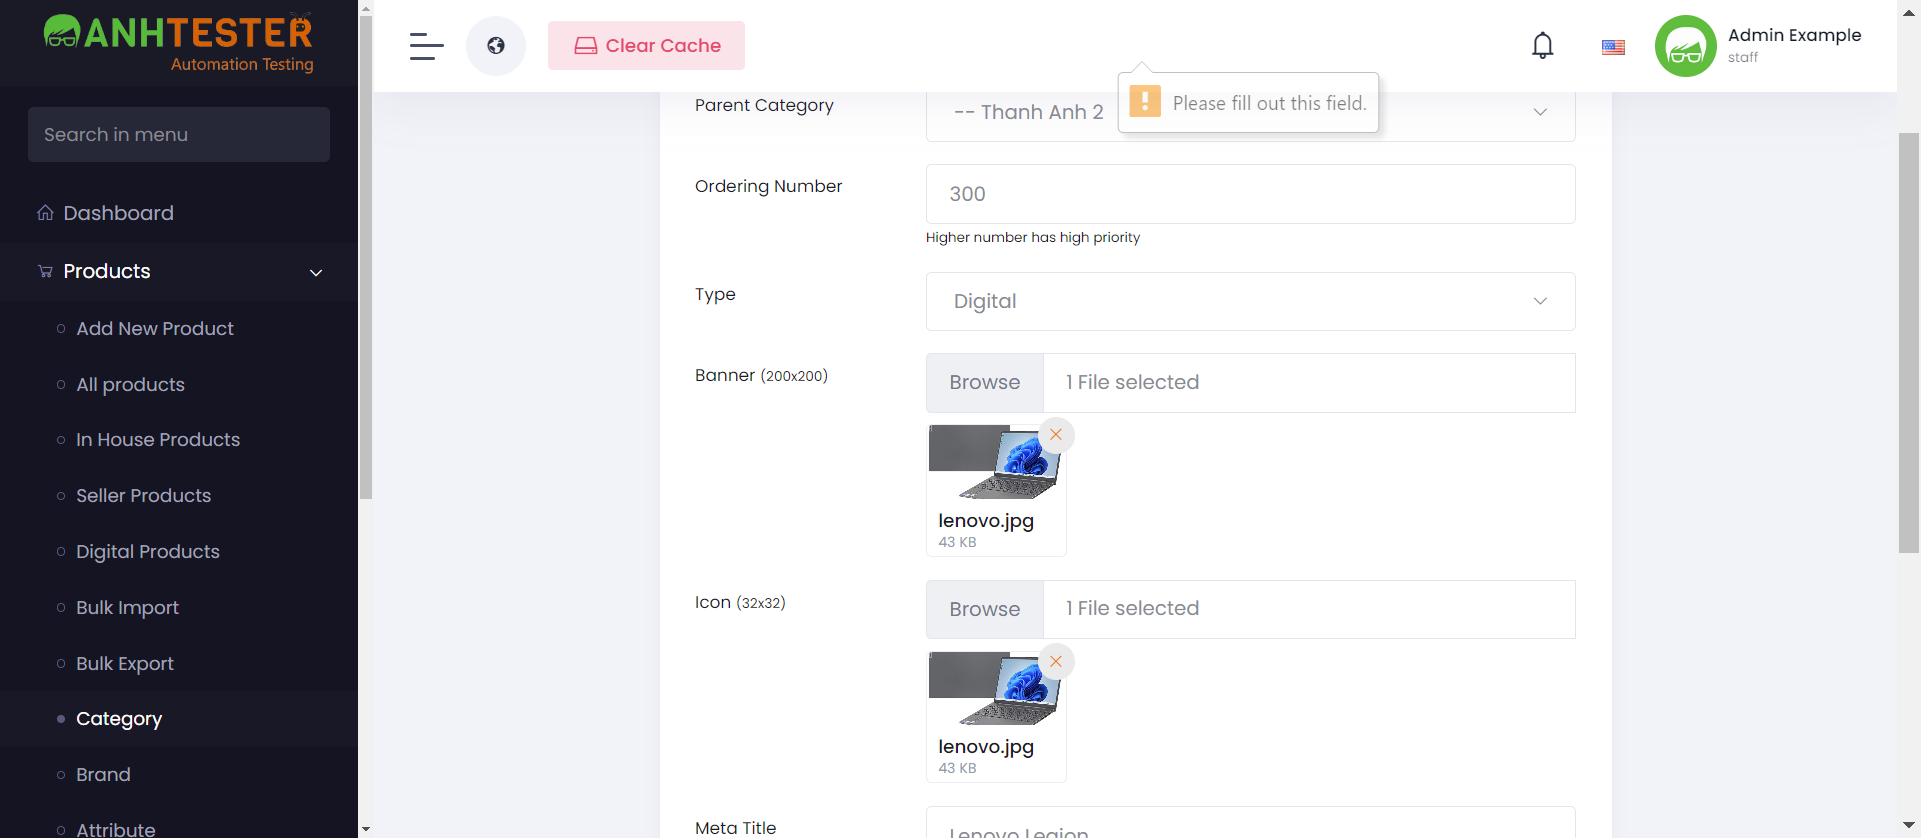 ANHTESTER
Automation Testing
Search in menu
Dashboard
Products
Add New Product
All products
In House Products
Seller Products
Digital Products
Bulk Import
Bulk Export
Category
Brand
Attribute
Clear Cache
Admin Example
staff
Please fill out this field.
Parent Category
-- Thanh Anh 2
Ordering Number
300
Higher number has high priority
Type
Digital
Banner (200x200)
Browse
1 File selected
lenovo.jpg
43 KB
Icon (32x32)
Browse
1 File selected
lenovo.jpg
43 KB
Meta Title
Lenovo Legion